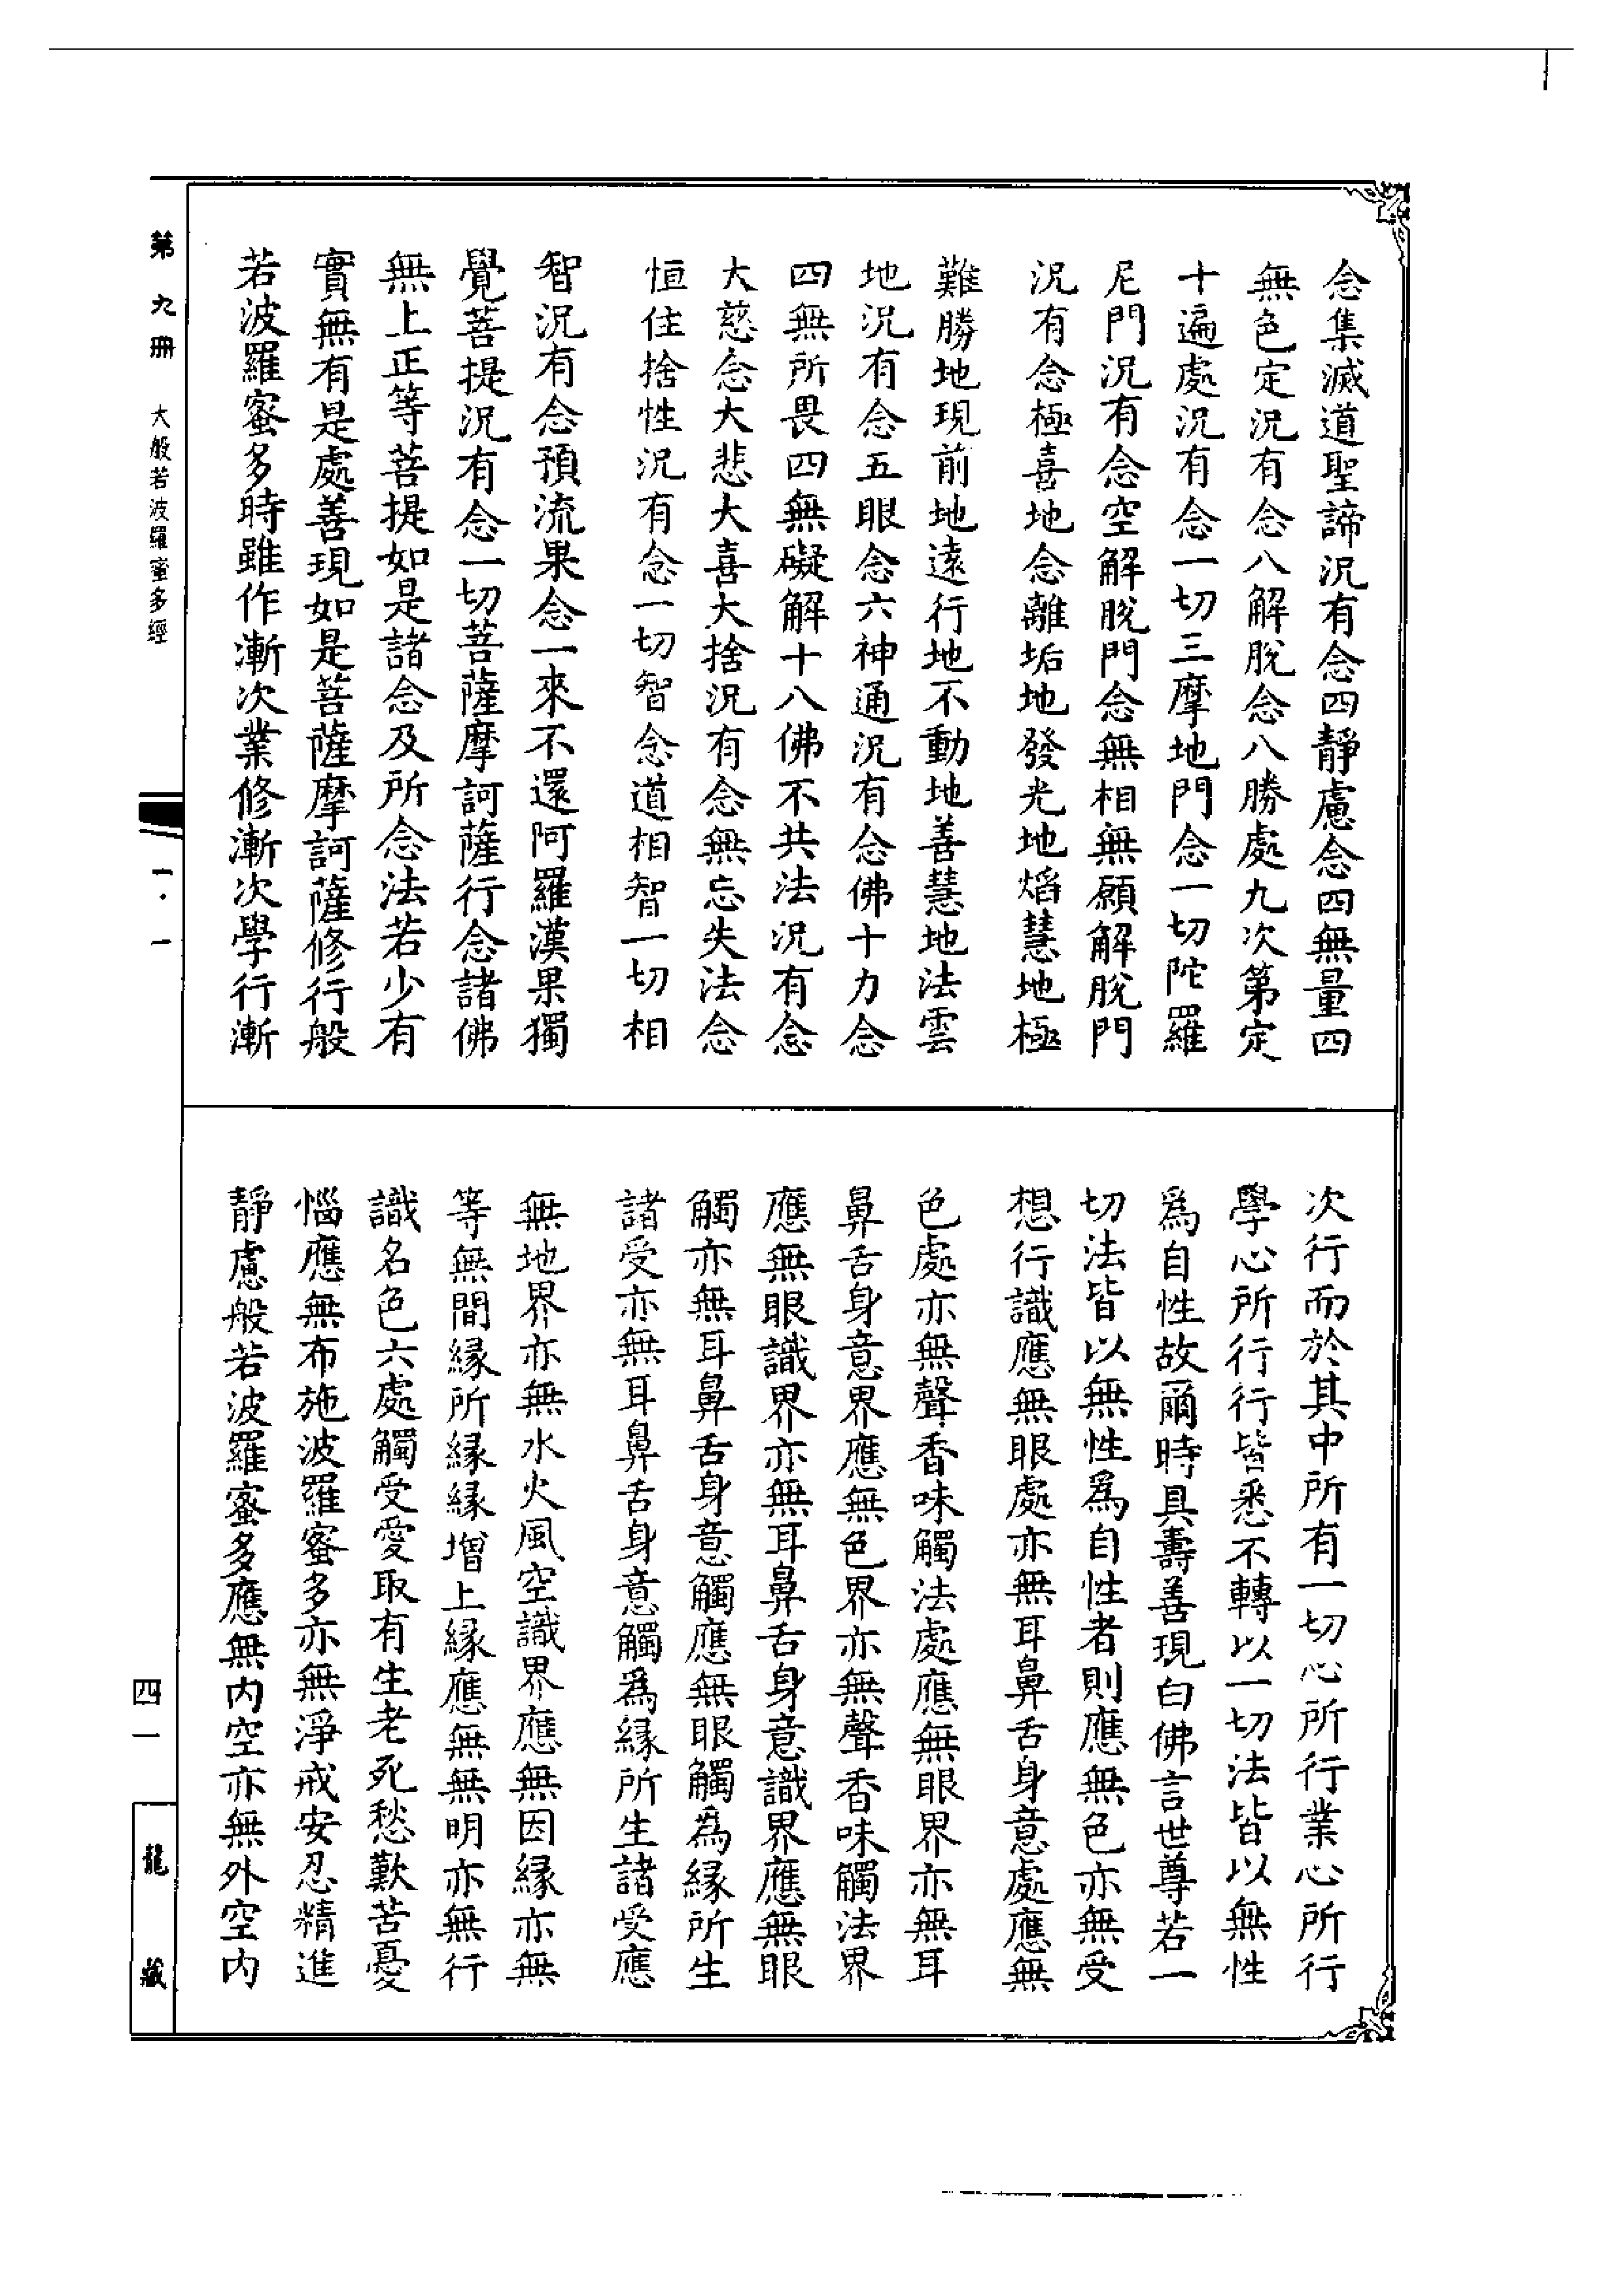 念集滅道聖諦況有念四靜慮念四無量四
無色定況有念八解脫念八勝處九次第定
十遍處況有念一切三摩地門念一切陀羅
尼門況有念空解脫門念無相無願解脫門
況有念極喜地念離垢地發光地焰慧地極
難勝地現前地遠行地不動地善慧地法雲
地況有念五眼念六神通況有念佛十力念
四無所畏四無礙解十八佛不共法況有念
大慈念大悲大喜大捨況有念無忘失法念
恒住捨性況有念一切智念道相智一切相
智況有念預流果念一來不還阿羅漢果獨
覺菩提況有念一切菩薩摩訶薩行念諸佛
無上正等菩提如是諸念及所念法若少有
實無有是處善現如是菩薩摩訶薩修行般
若波羅蜜多時雖作漸次業修漸次學行漸
次行而於其中所有一切心所行業心所行
學心所行行皆悉不轉以一切法皆以無性
為自性故爾時具壽善現白佛言世尊若一
切法皆以無性為自性者則應無色亦無受
想行識應無眼處亦無耳鼻舌身意處應無
色處亦無聲香味觸法處應無眼界亦無耳
鼻舌身意界應無色界亦無聲香味觸法界
應無眼識界亦無耳鼻舌身意識界應無眼
觸亦無耳鼻舌身意觸應無眼觸為緣所生
諸受亦無耳鼻舌身意觸為緣所生諸受應
無地界亦無水火風空識界應無因緣亦無
等無間緣所緣緣增上緣應無無明亦無行
識名色六處觸受愛取有生老死愁歎苦憂
惱應無布施波羅蜜多亦無淨戒安忍精進
靜慮般若波羅蜜多應無內空亦無外空內
第九冊 大般若波羅蜜多經
一·一
四一
龍藏